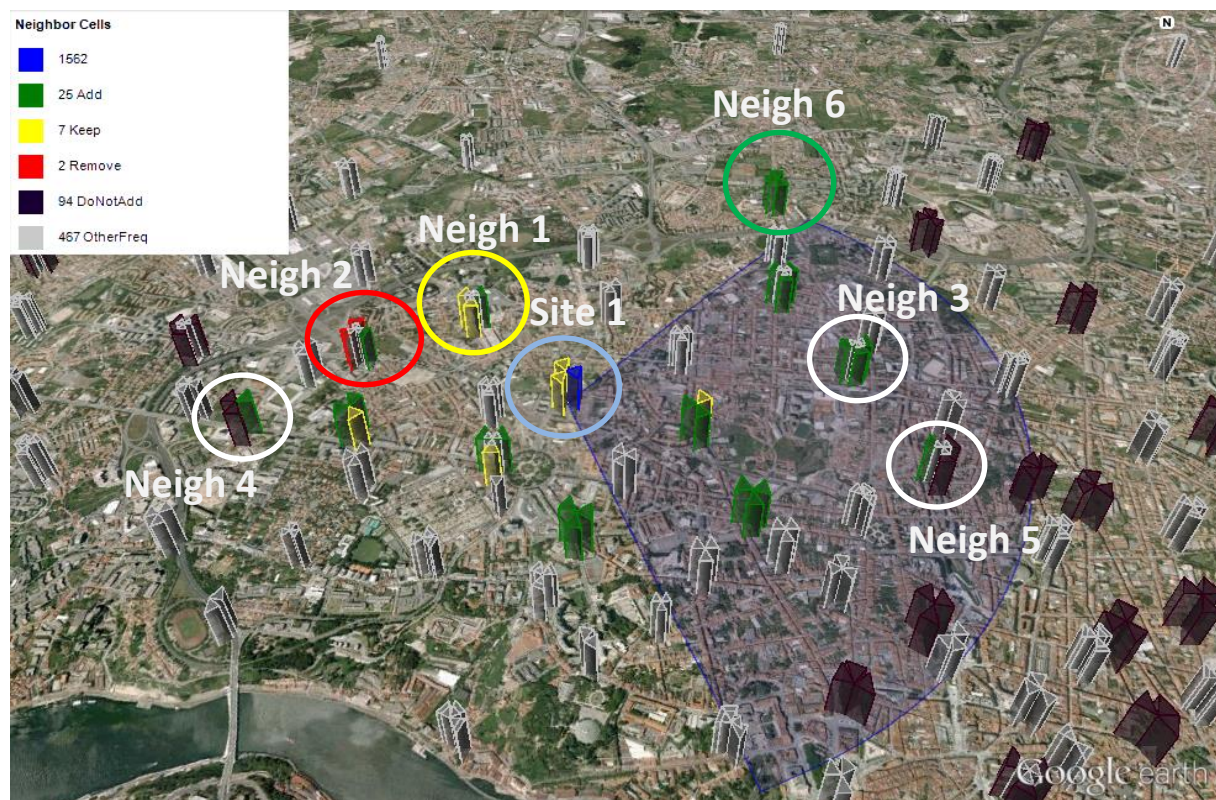 Neighbor Cells
1562
25 Add
7 Keep
2 Remove
94 DoNotAdd
467 OtherFreq
N
Neigh 6
Neigh 1
Neigh 2
Site 1
Neigh 3
Neigh 4
Neigh 5
Google earth